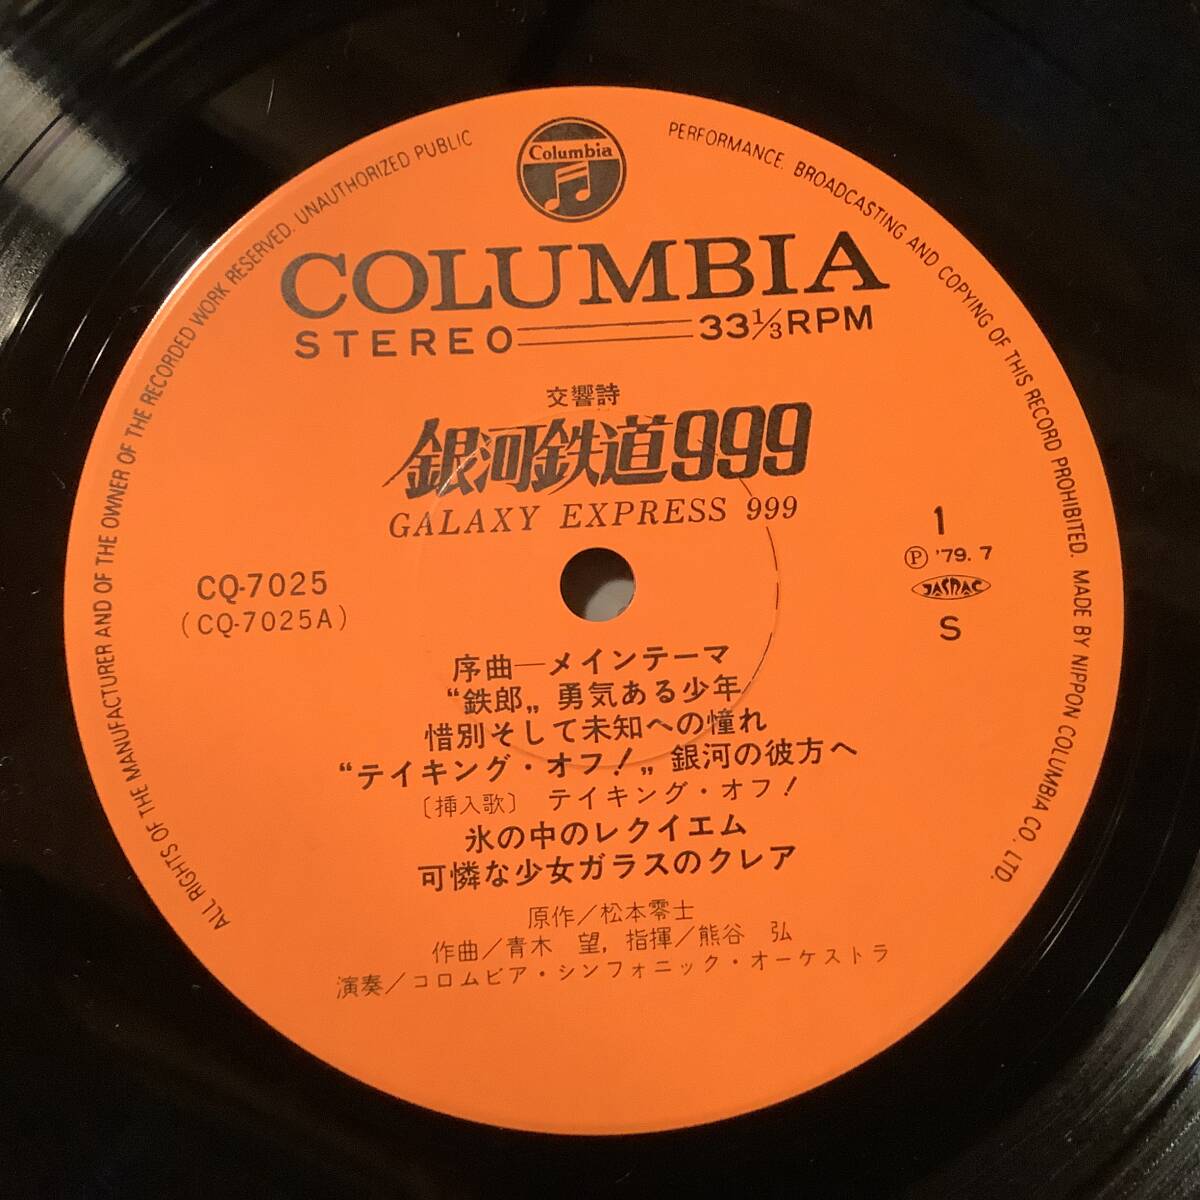 Columbia
COLUMBIA
STEREO 33 1/3 RPM
交響詩
銀河鉄道999
GALAXY EXPRESS 999
CQ-7025
(CQ-7025A)
1
Ⓟ '79. 7
JASRAC
S
序曲―メインテーマ
“鉄郎„ 勇気ある少年
惜別そして未知への憧れ
“テイキング・オフ!„ 銀河の彼方へ
〔挿入歌〕 テイキング・オフ!
氷の中のレクイエム
可憐な少女ガラスのクレア
原作/松本零士
作曲/青木 望, 指揮/熊谷 弘
演奏/コロムビア・シンフォニック・オーケストラ
ALL RIGHTS OF THE MANUFACTURER AND OF THE OWNER OF THE RECORDED WORK RESERVED. UNAUTHORIZED PUBLIC PERFORMANCE. BROADCASTING AND COPYING OF THIS RECORD PROHIBITED. MADE BY NIPPON COLUMBIA CO. LTD.